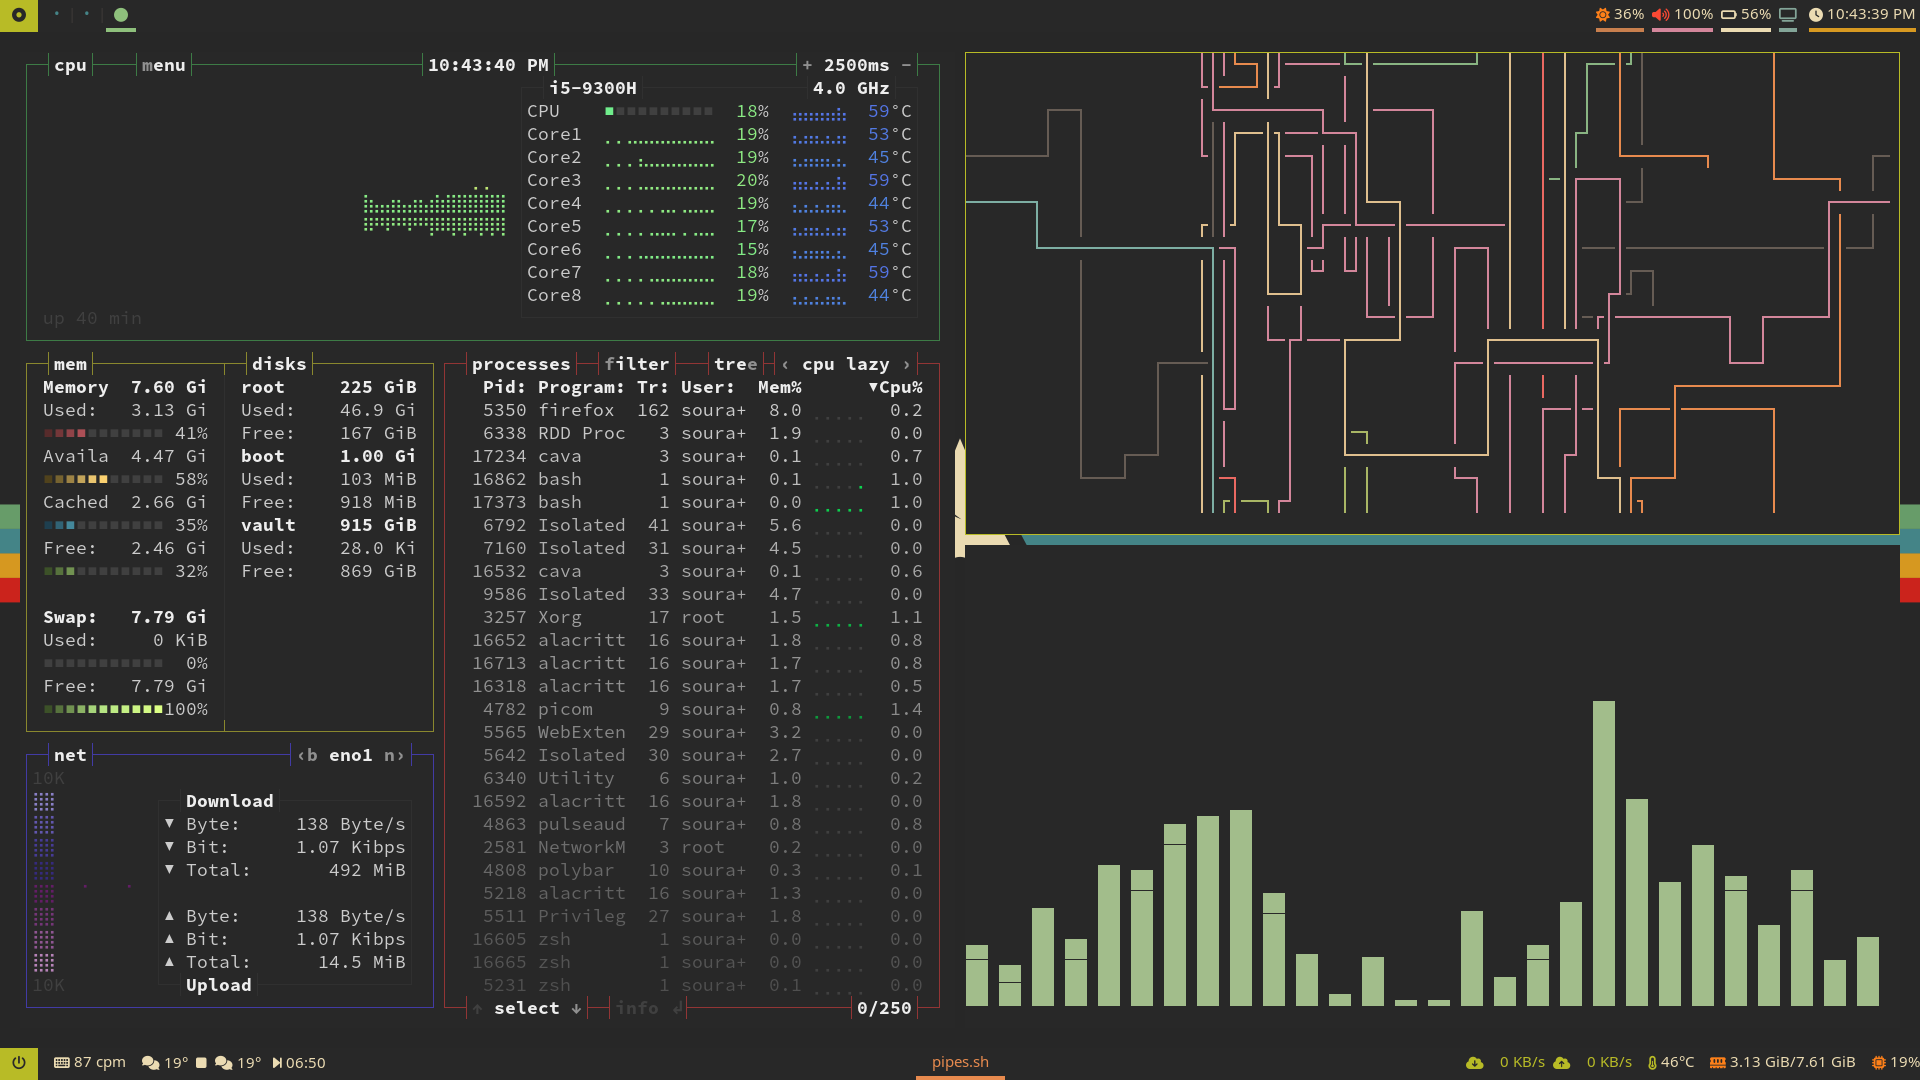 36% 100% 56% 10:43:39 PM
cpu menu 10:43:40 PM + 2500ms -
i5-9300H 4.0 GHz
CPU 18% 59°C
Core1 19% 53°C
Core2 19% 45°C
Core3 20% 59°C
Core4 19% 44°C
Core5 17% 53°C
Core6 15% 45°C
Core7 18% 59°C
Core8 19% 44°C
up 40 min
mem disks
Memory 7.60 Gi root 225 GiB
Used: 3.13 Gi Used: 46.9 Gi
41% Free: 167 GiB
Availa 4.47 Gi boot 1.00 Gi
58% Used: 103 MiB
Cached 2.66 Gi Free: 918 MiB
35% vault 915 GiB
Free: 2.46 Gi Used: 28.0 Ki
32% Free: 869 GiB
Swap: 7.79 Gi
Used: 0 KiB
0%
Free: 7.79 Gi
100%
net ‹b eno1 n›
10K
Download
▼ Byte: 138 Byte/s
▼ Bit: 1.07 Kibps
▼ Total: 492 MiB
▲ Byte: 138 Byte/s
▲ Bit: 1.07 Kibps
▲ Total: 14.5 MiB
10K Upload
processes filter tree ‹ cpu lazy ›
Pid: Program: Tr: User: Mem% ▼Cpu%
5350 firefox 162 soura+ 8.0 0.2
6338 RDD Proc 3 soura+ 1.9 0.0
17234 cava 3 soura+ 0.1 0.7
16862 bash 1 soura+ 0.1 1.0
17373 bash 1 soura+ 0.0 1.0
6792 Isolated 41 soura+ 5.6 0.0
7160 Isolated 31 soura+ 4.5 0.0
16532 cava 3 soura+ 0.1 0.6
9586 Isolated 33 soura+ 4.7 0.0
3257 Xorg 17 root 1.5 1.1
16652 alacritt 16 soura+ 1.8 0.8
16713 alacritt 16 soura+ 1.7 0.8
16318 alacritt 16 soura+ 1.7 0.5
4782 picom 9 soura+ 0.8 1.4
5565 WebExten 29 soura+ 3.2 0.0
5642 Isolated 30 soura+ 2.7 0.0
6340 Utility 6 soura+ 1.0 0.2
16592 alacritt 16 soura+ 1.8 0.0
4863 pulseaud 7 soura+ 0.8 0.8
2581 NetworkM 3 root 0.2 0.0
4808 polybar 10 soura+ 0.3 0.1
5218 alacritt 16 soura+ 1.3 0.0
5511 Privileg 27 soura+ 1.8 0.0
16605 zsh 1 soura+ 0.0 0.0
16665 zsh 1 soura+ 0.0 0.0
5231 zsh 1 soura+ 0.1 0.0
↑ select ↓ info ↲ 0/250
87 cpm 19° 19° 06:50 pipes.sh 0 KB/s 0 KB/s 46°C 3.13 GiB/7.61 GiB 19%